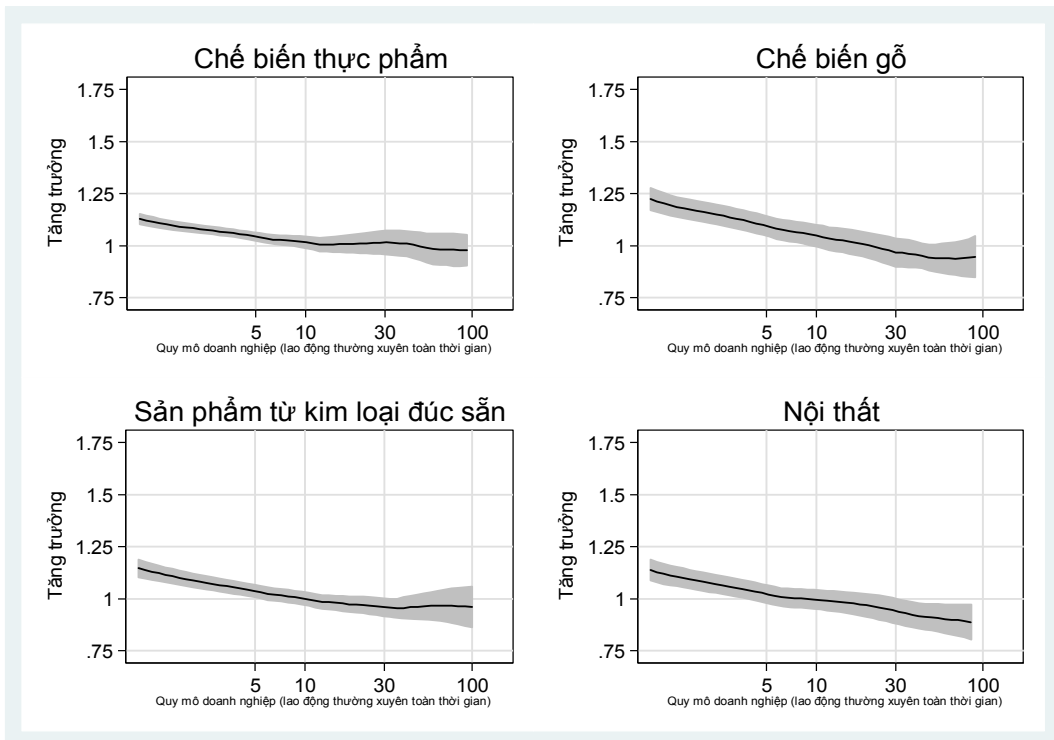 Chế biến thực phẩm
Tăng trưởng
1.75
1.5
1.25
1
.75
5 10 30 100
Quy mô doanh nghiệp (lao động thường xuyên toàn thời gian)
Chế biến gỗ
Tăng trưởng
1.75
1.5
1.25
1
.75
5 10 30 100
Quy mô doanh nghiệp (lao động thường xuyên toàn thời gian)
Sản phẩm từ kim loại đúc sẵn
Tăng trưởng
1.75
1.5
1.25
1
.75
5 10 30 100
Quy mô doanh nghiệp (lao động thường xuyên toàn thời gian)
Nội thất
Tăng trưởng
1.75
1.5
1.25
1
.75
5 10 30 100
Quy mô doanh nghiệp (lao động thường xuyên toàn thời gian)